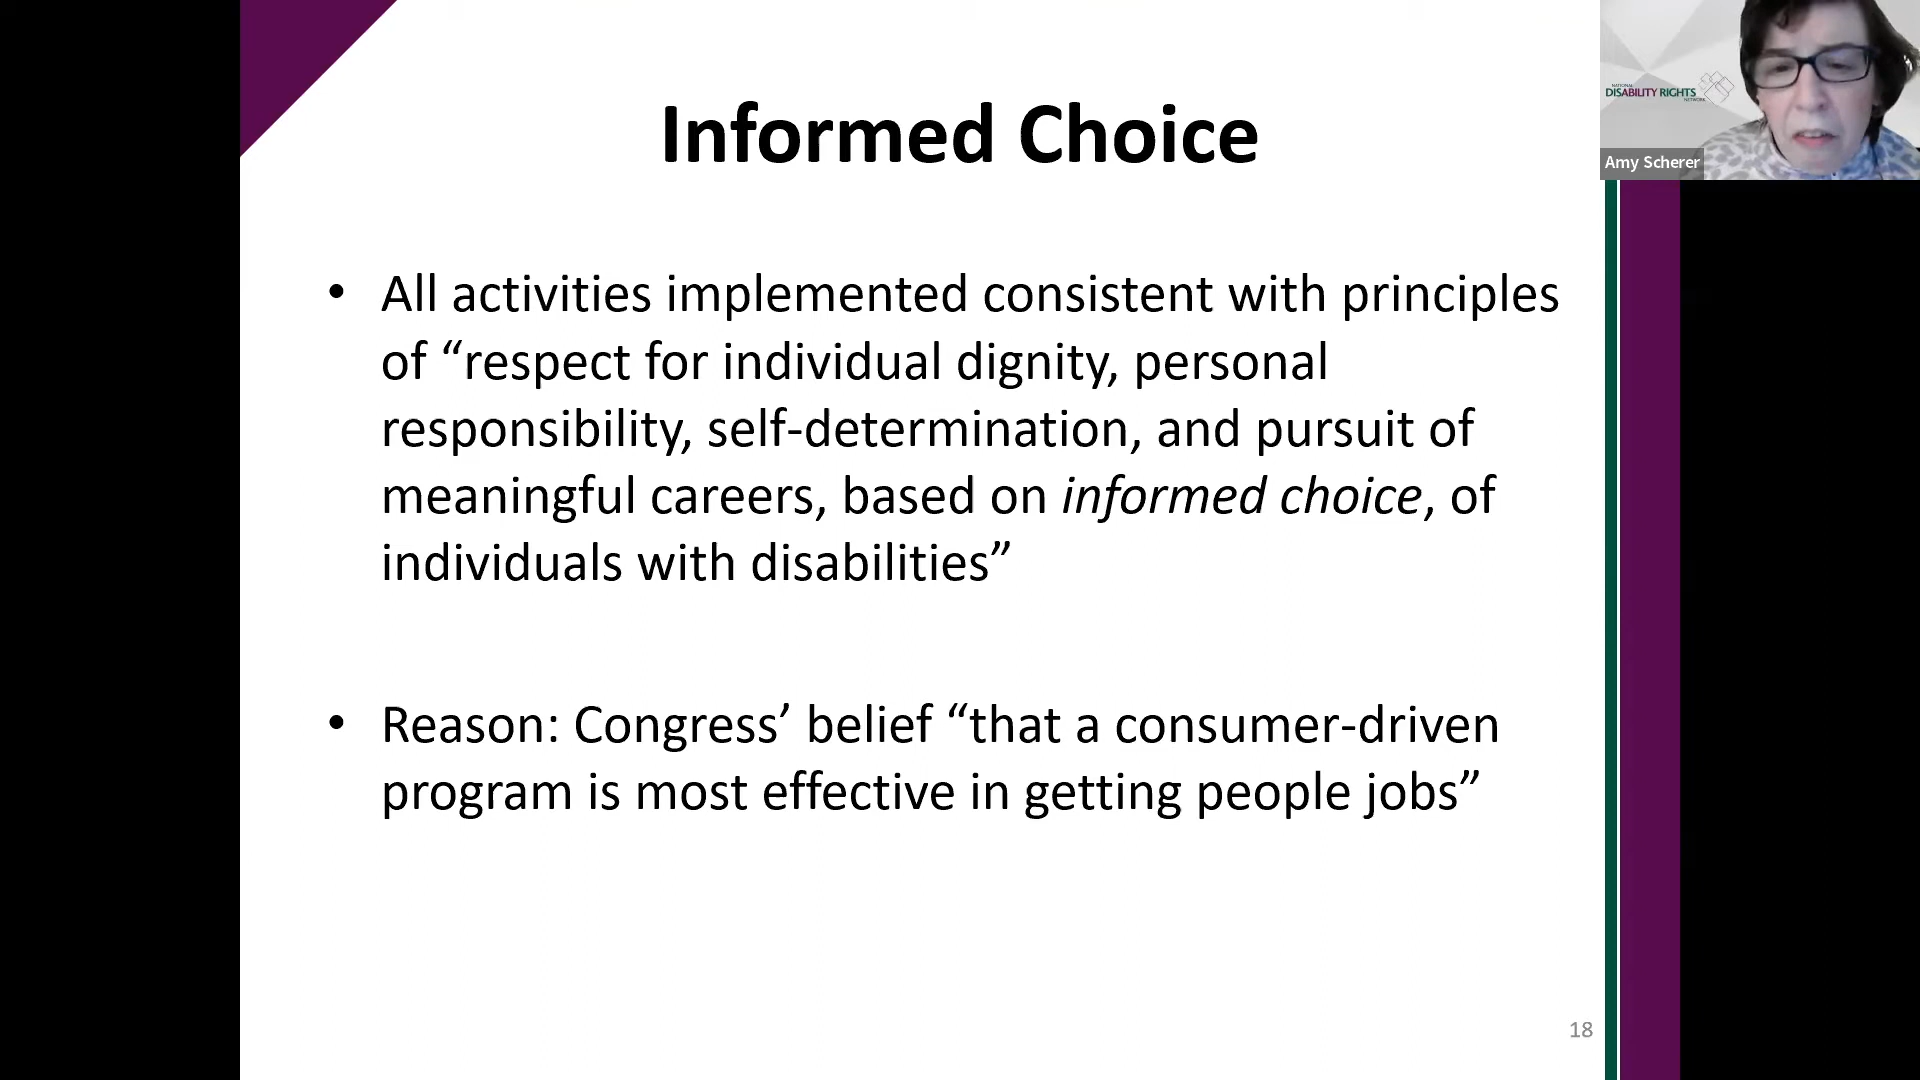 Informed Choice
• All activities implemented consistent with principles
of “respect for individual dignity, personal
responsibility, self-determination, and pursuit of
meaningful careers, based on informed choice, of
individuals with disabilities”
• Reason: Congress’ belief “that a consumer-driven
program is most effective in getting people jobs”
18
NATIONAL
DISABILITY RIGHTS
NETWORK
Amy Scherer